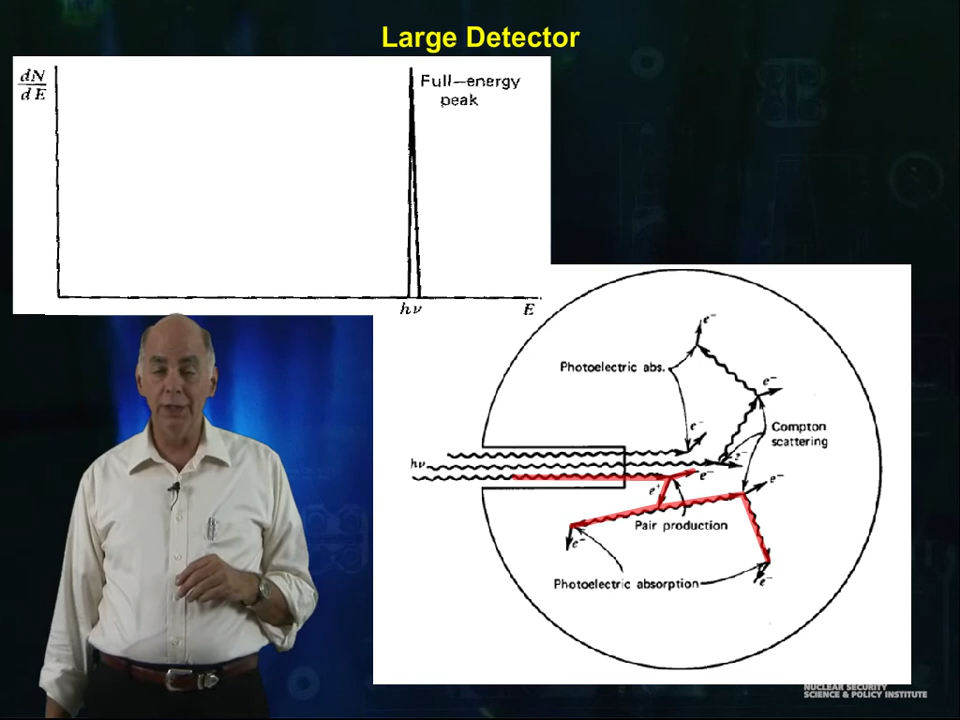 Large Detector
dN
dE
Full—energy
peak
hν
E
e⁻
Photoelectric abs.
e⁻
e⁻
Compton
scattering
hν
e⁻
e⁻
e⁺
Pair production
e⁻
Photoelectric absorption
e⁻
NUCLEAR SECURITY
SCIENCE & POLICY INSTITUTE